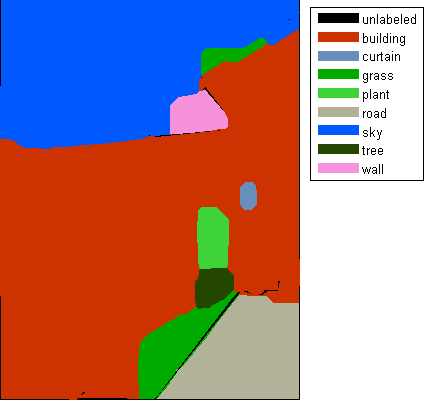 unlabeled
building
curtain
grass
plant
road
sky
tree
wall